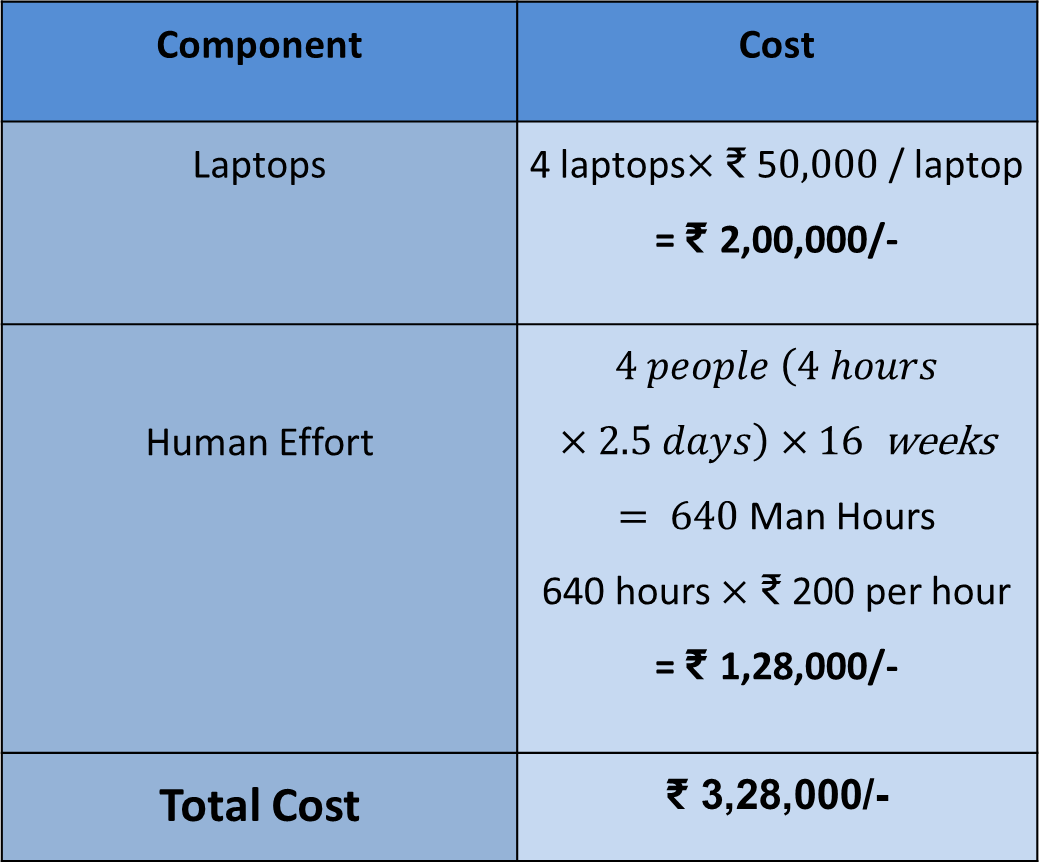 Component
Cost
Laptops
4 laptops× ₹ 50,000 / laptop
= ₹ 2,00,000/-
Human Effort
4 people (4 hours
× 2.5 days) × 16 weeks
= 640 Man Hours
640 hours × ₹ 200 per hour
= ₹ 1,28,000/-
Total Cost
₹ 3,28,000/-